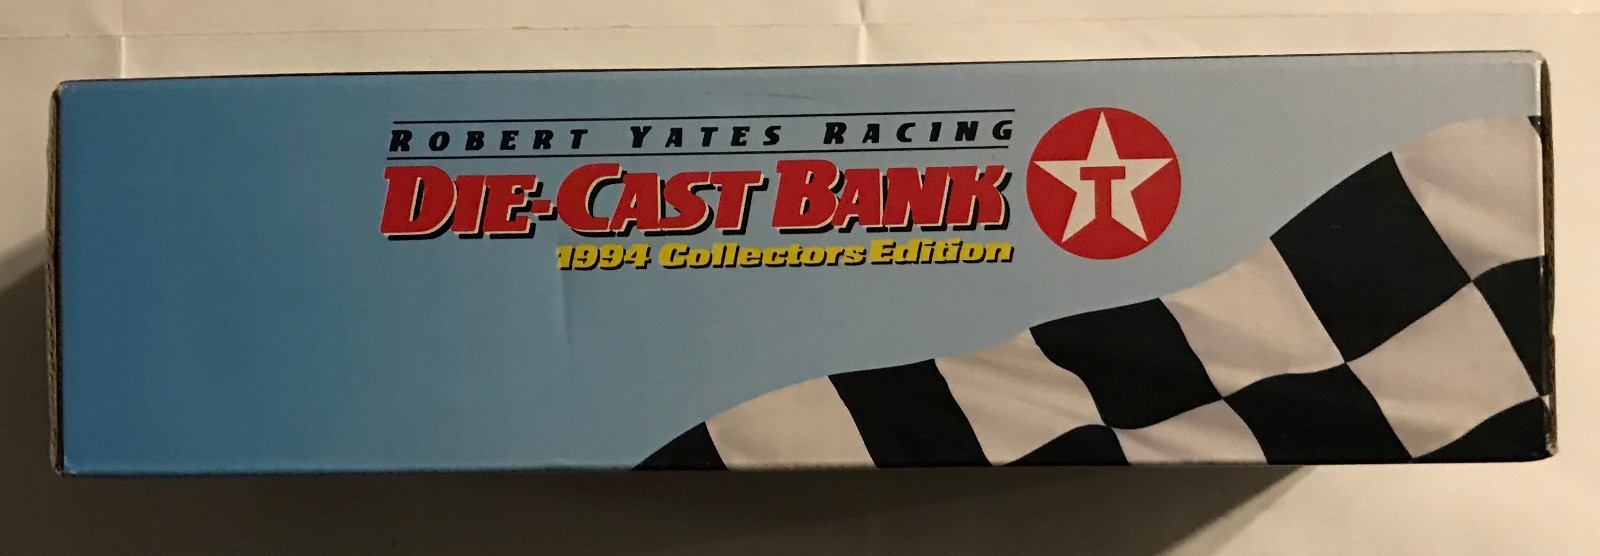 ROBERT YATES RACING
DIE-CAST BANK
1994 Collectors Edition
T